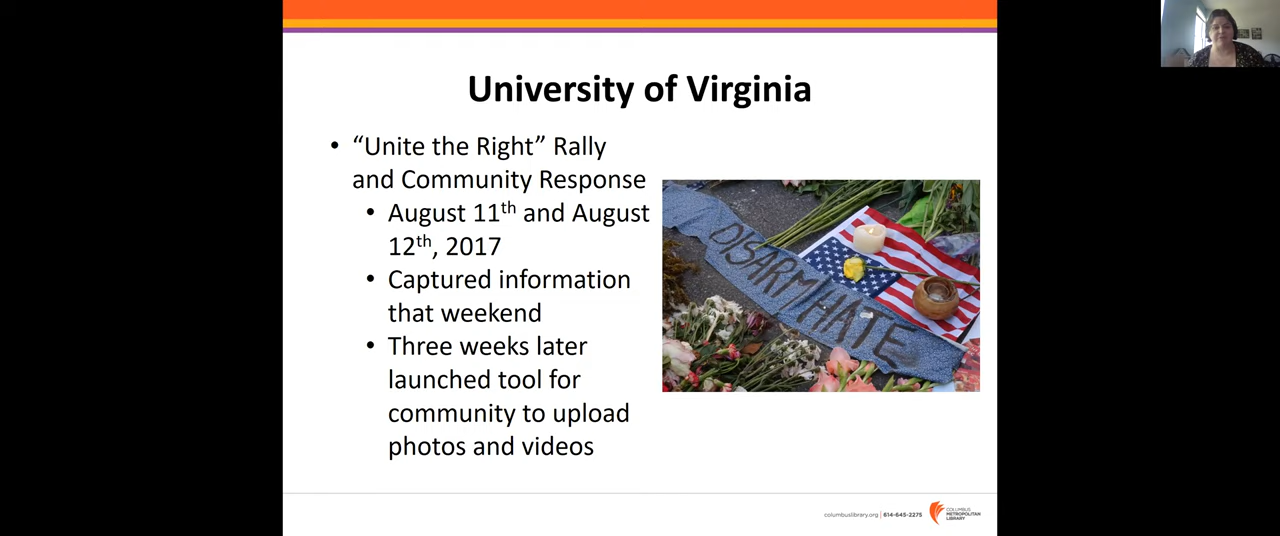 University of Virginia
• “Unite the Right” Rally
and Community Response
• August 11th and August
12th, 2017
• Captured information
that weekend
• Three weeks later
launched tool for
community to upload
photos and videos
DISARM HATE
columbuslibrary.org | 614-645-2275
COLUMBUS
METROPOLITAN
LIBRARY